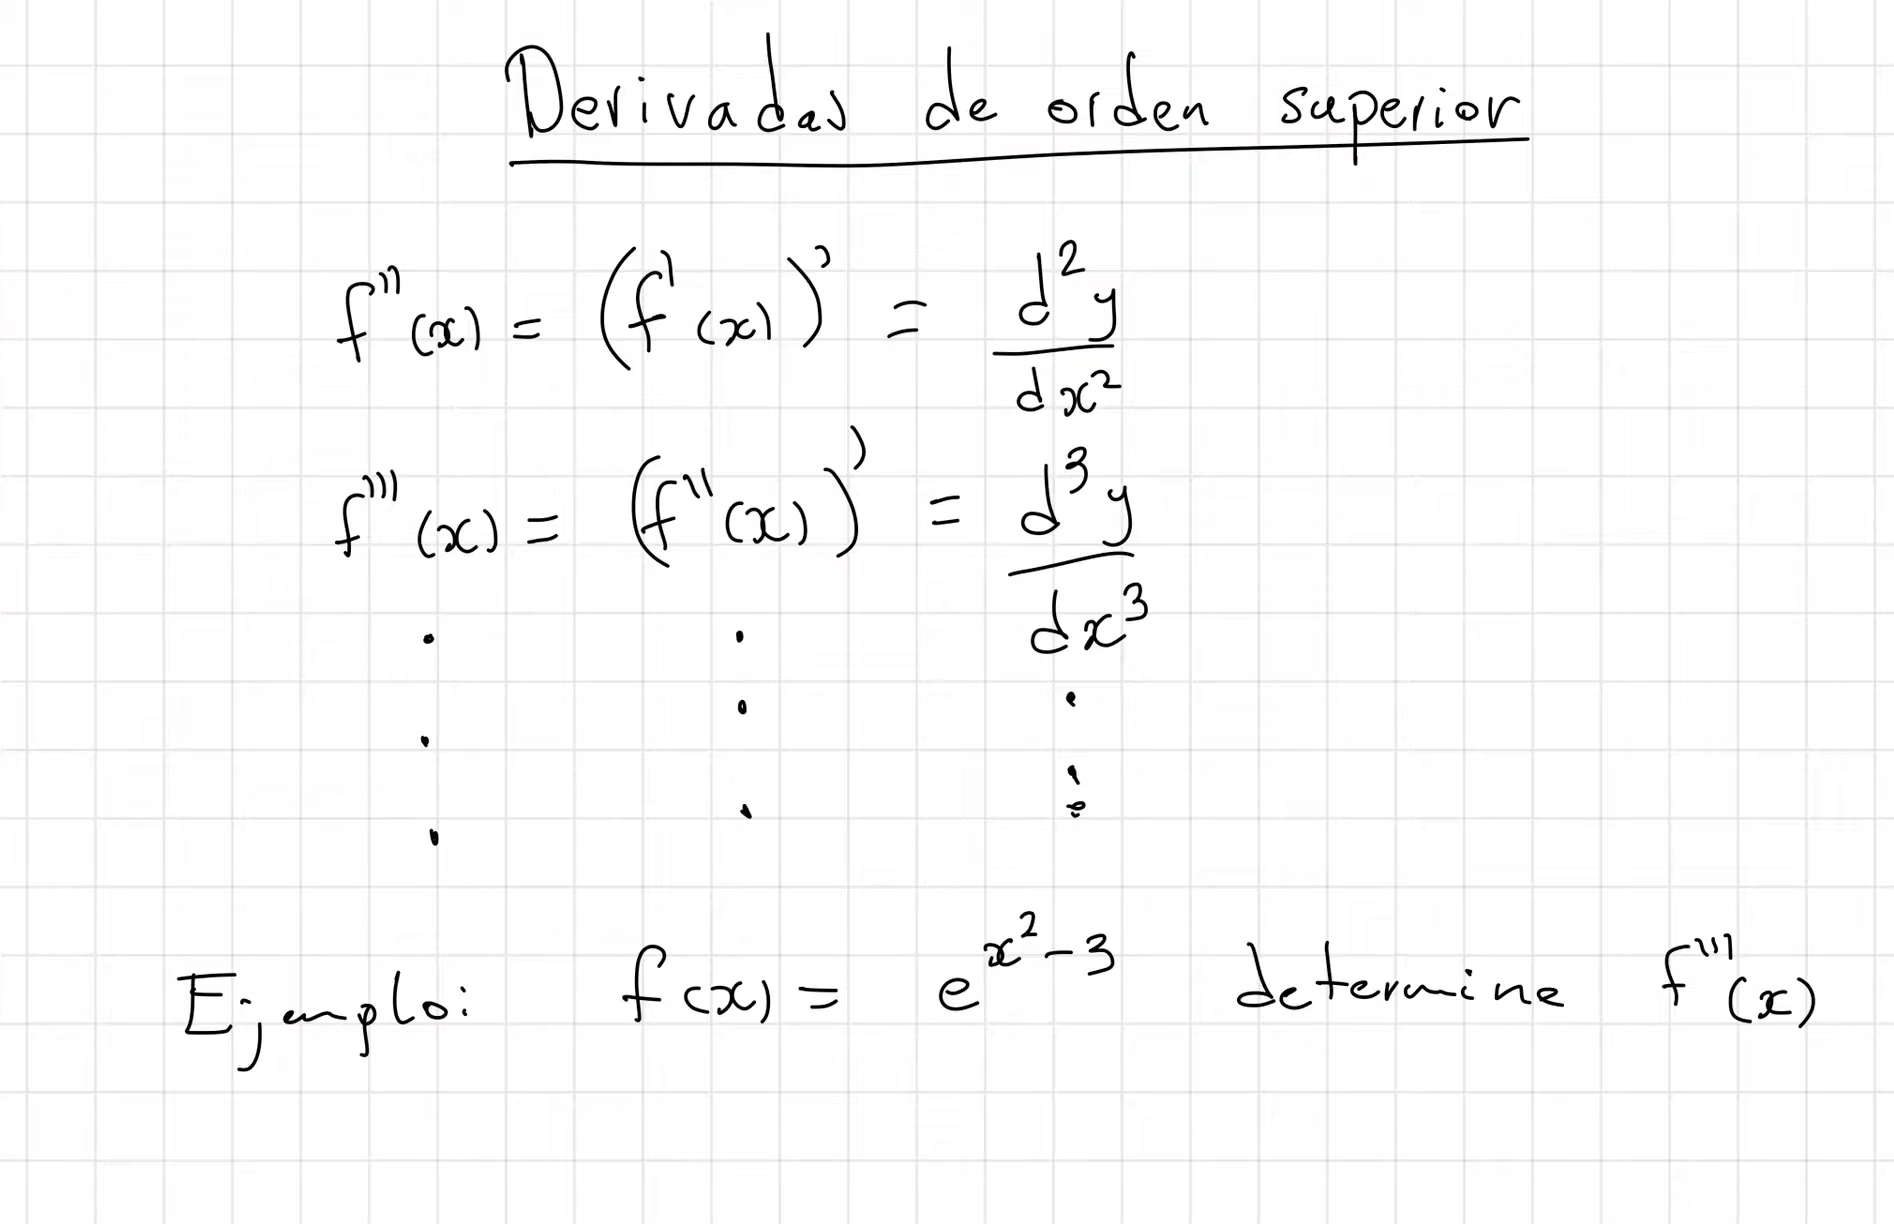 Derivadas de orden superior
f''(x) = (f'(x))' = d²y/dx²
f'''(x) = (f''(x))' = d³y/dx³
. . .
. . .
. . .
Ejemplo: f(x) = e^(x²-3) determine f'''(x)